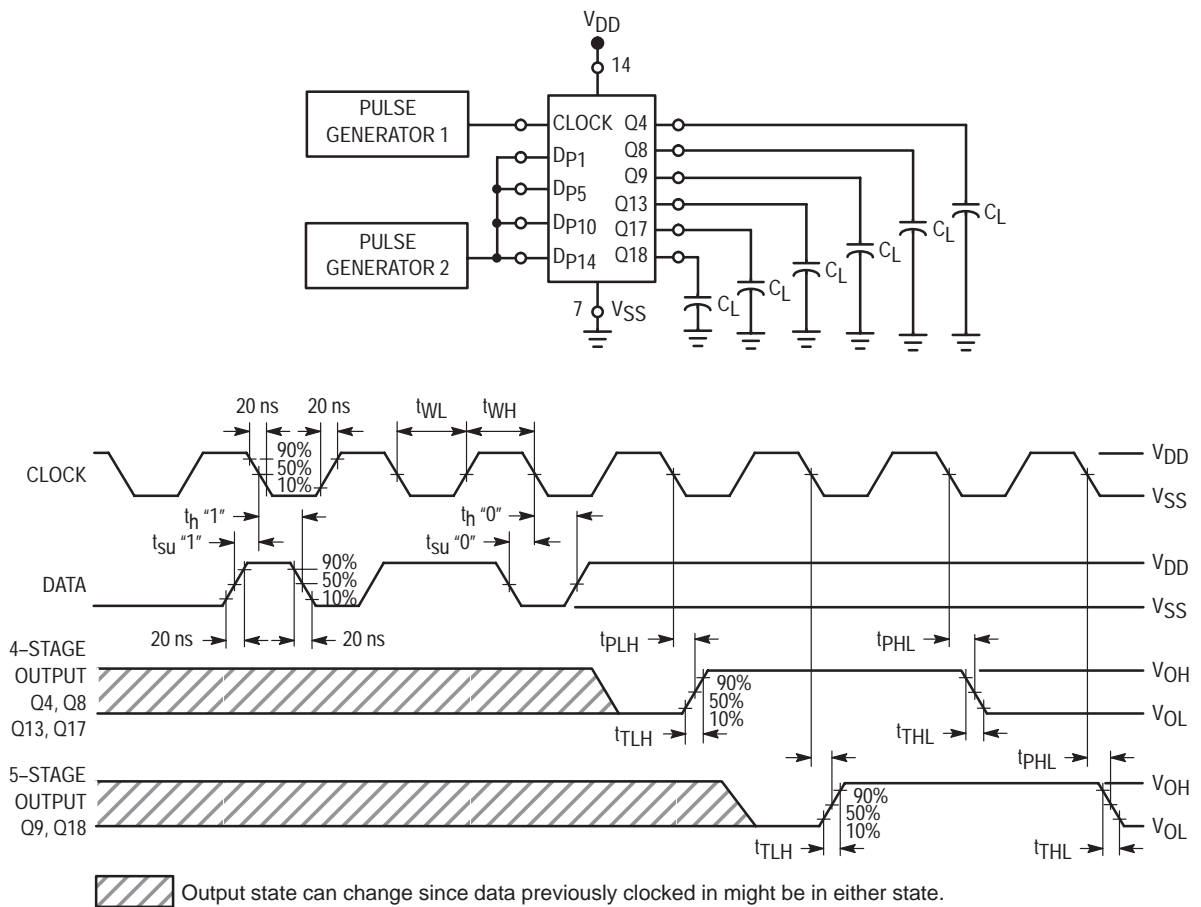 VDD
14
PULSE
GENERATOR 1
CLOCK Q4
DP1 Q8
DP5 Q9
DP10 Q13
Q17
PULSE
GENERATOR 2
DP14 Q18
CL CL CL CL CL CL
7 VSS
20 ns 20 ns tWL tWH
CLOCK
90%
50%
10%
VDD
VSS
th “1” th “0”
tsu “1” tsu “0”
DATA
90%
50%
10%
VDD
VSS
20 ns 20 ns
tPLH tPHL
4–STAGE
OUTPUT
Q4, Q8
Q13, Q17
90%
50%
10%
VOH
VOL
tTLH tTHL
tPHL
5–STAGE
OUTPUT
Q9, Q18
90%
50%
10%
VOH
VOL
tTLH tTHL
Output state can change since data previously clocked in might be in either state.